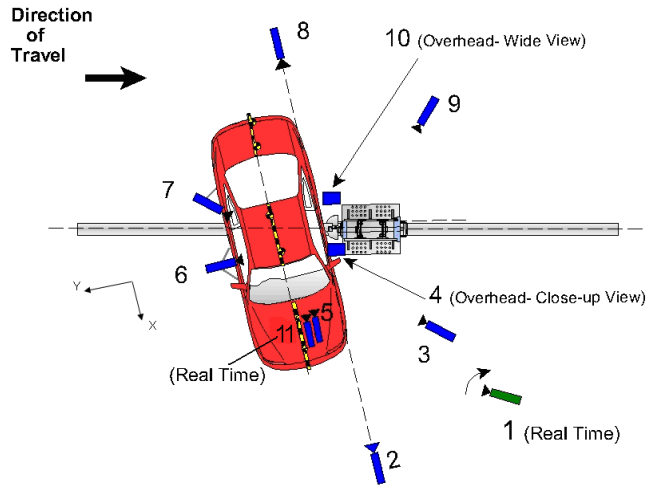 Direction
of
Travel
8
10 (Overhead- Wide View)
9
7
6
Y
X
4 (Overhead- Close-up View)
5
11
3
(Real Time)
1 (Real Time)
2